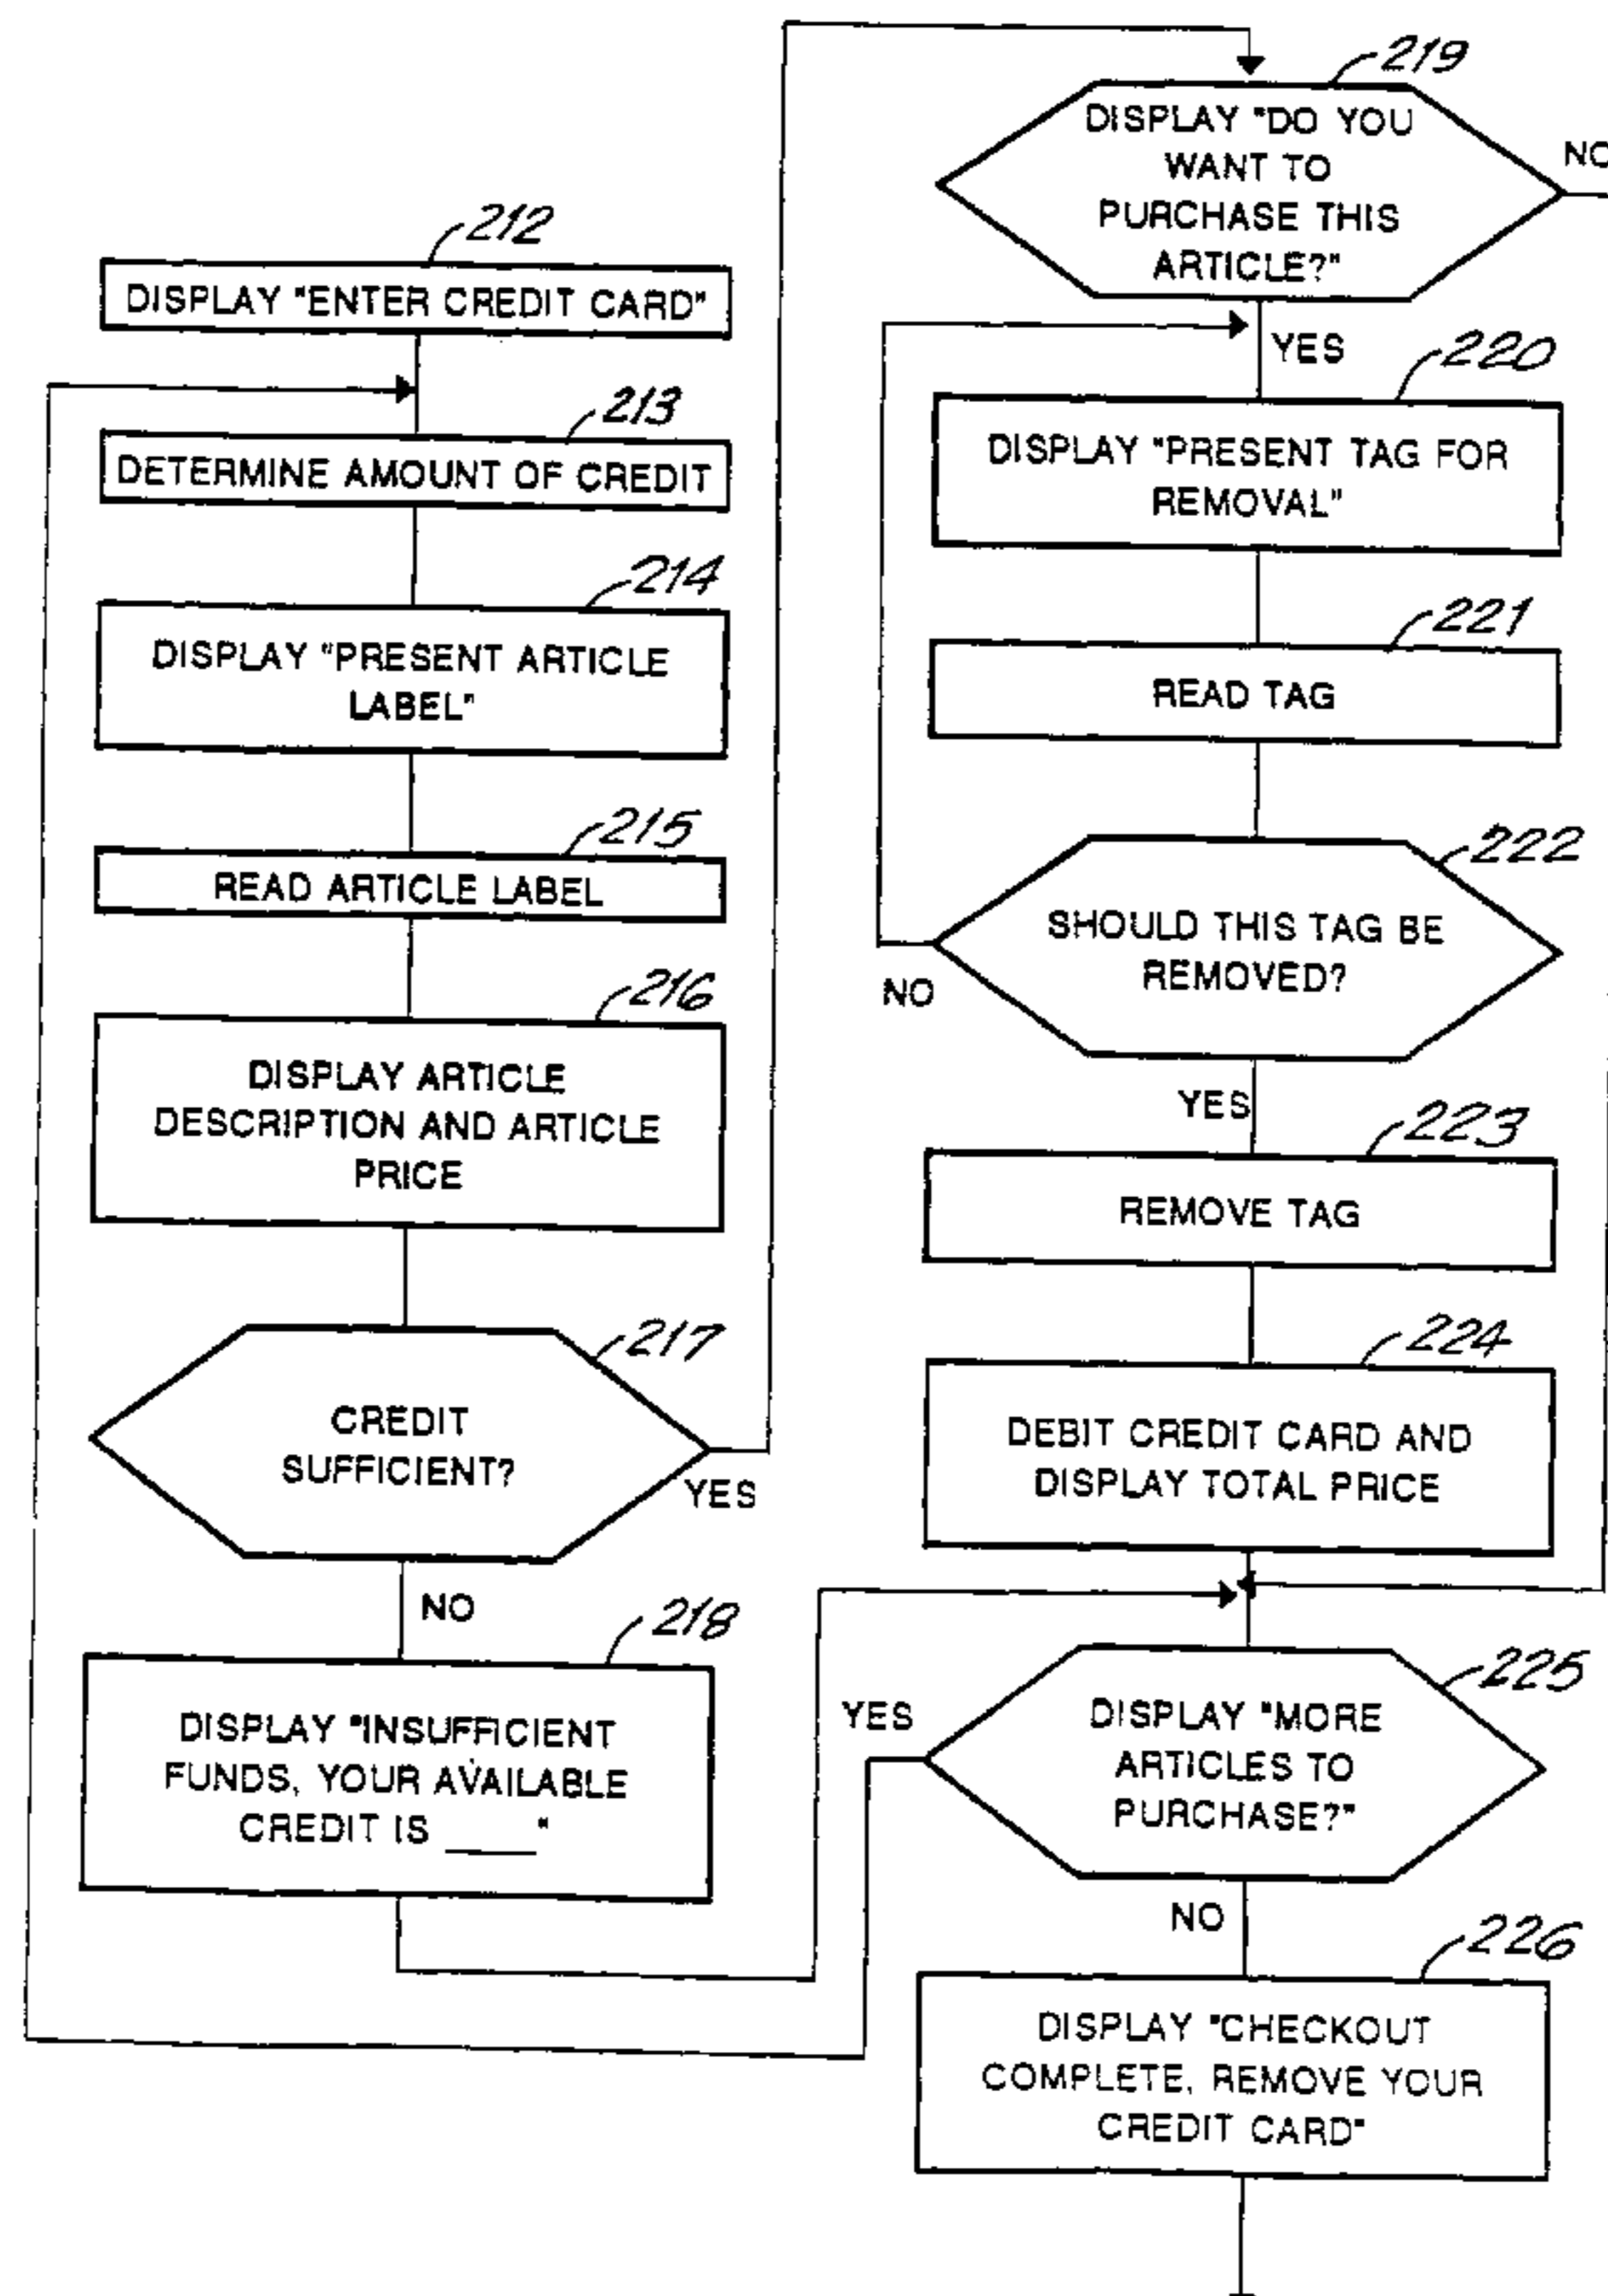 212
DISPLAY "ENTER CREDIT CARD"
213
DETERMINE AMOUNT OF CREDIT
214
DISPLAY "PRESENT ARTICLE
LABEL"
215
READ ARTICLE LABEL
216
DISPLAY ARTICLE
DESCRIPTION AND ARTICLE
PRICE
217
CREDIT
SUFFICIENT?
YES
NO
218
DISPLAY "INSUFFICIENT
FUNDS, YOUR AVAILABLE
CREDIT IS ____"
219
DISPLAY "DO YOU
WANT TO
PURCHASE THIS
ARTICLE?"
NO
YES
220
DISPLAY "PRESENT TAG FOR
REMOVAL"
221
READ TAG
222
SHOULD THIS TAG BE
REMOVED?
NO
YES
223
REMOVE TAG
224
DEBIT CREDIT CARD AND
DISPLAY TOTAL PRICE
225
YES
DISPLAY "MORE
ARTICLES TO
PURCHASE?"
NO
226
DISPLAY "CHECKOUT
COMPLETE, REMOVE YOUR
CREDIT CARD"